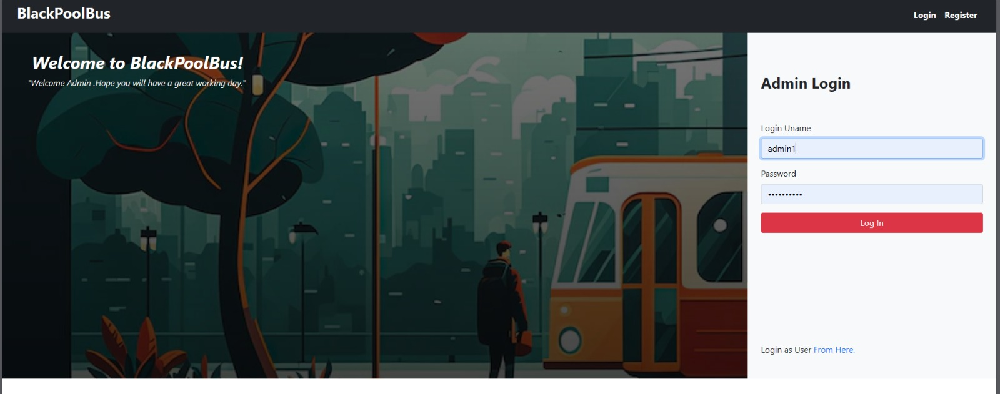 BlackPoolBus
Login Register
Welcome to BlackPoolBus!
"Welcome Admin .Hope you will have a great working day."
Admin Login
Login Uname
admin1
Password
••••••••••
Log In
Login as User From Here.